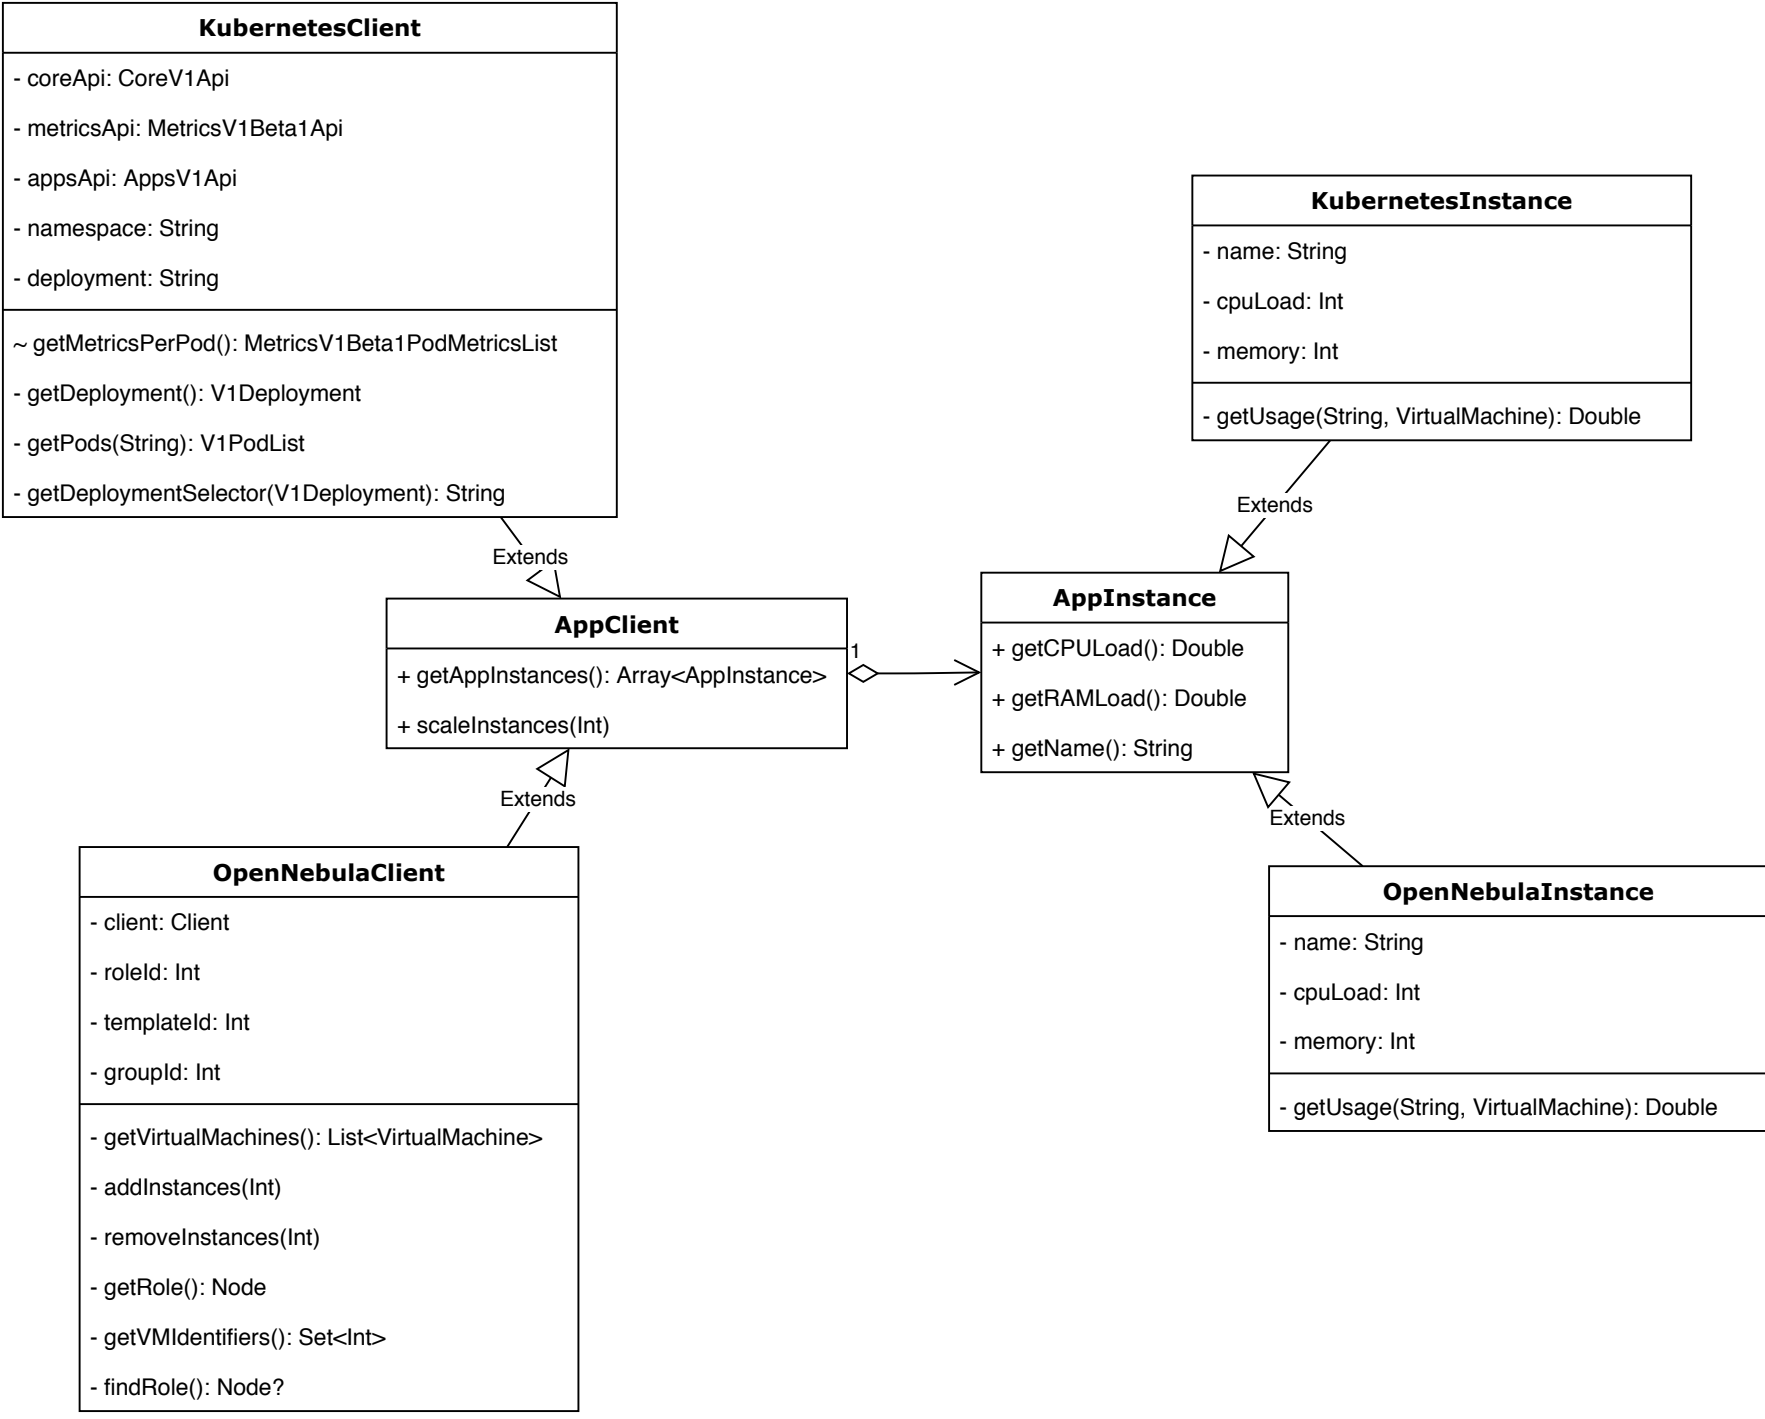 KubernetesClient
- coreApi: CoreV1Api
- metricsApi: MetricsV1Beta1Api
- appsApi: AppsV1Api
- namespace: String
- deployment: String
~ getMetricsPerPod(): MetricsV1Beta1PodMetricsList
- getDeployment(): V1Deployment
- getPods(String): V1PodList
- getDeploymentSelector(V1Deployment): String
KubernetesInstance
- name: String
- cpuLoad: Int
- memory: Int
- getUsage(String, VirtualMachine): Double
Extends
Extends
AppClient
+ getAppInstances(): Array<AppInstance>
+ scaleInstances(Int)
1
AppInstance
+ getCPULoad(): Double
+ getRAMLoad(): Double
+ getName(): String
Extends
Extends
OpenNebulaClient
- client: Client
- roleId: Int
- templateId: Int
- groupId: Int
- getVirtualMachines(): List<VirtualMachine>
- addInstances(Int)
- removeInstances(Int)
- getRole(): Node
- getVMIdentifiers(): Set<Int>
- findRole(): Node?
OpenNebulaInstance
- name: String
- cpuLoad: Int
- memory: Int
- getUsage(String, VirtualMachine): Double